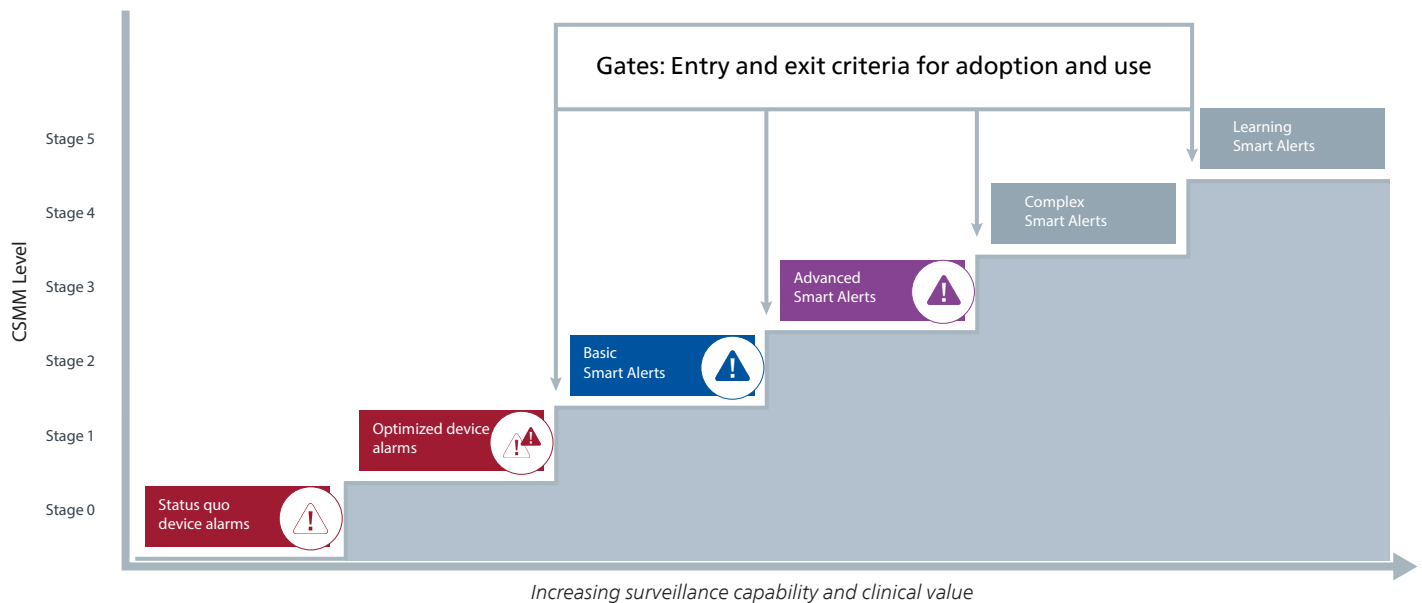 Gates: Entry and exit criteria for adoption and use
CSMM Level
Stage 5
Learning
Smart Alerts
Stage 4
Complex
Smart Alerts
Stage 3
Advanced
Smart Alerts
Stage 2
Basic
Smart Alerts
Stage 1
Optimized device
alarms
Stage 0
Status quo
device alarms
Increasing surveillance capability and clinical value